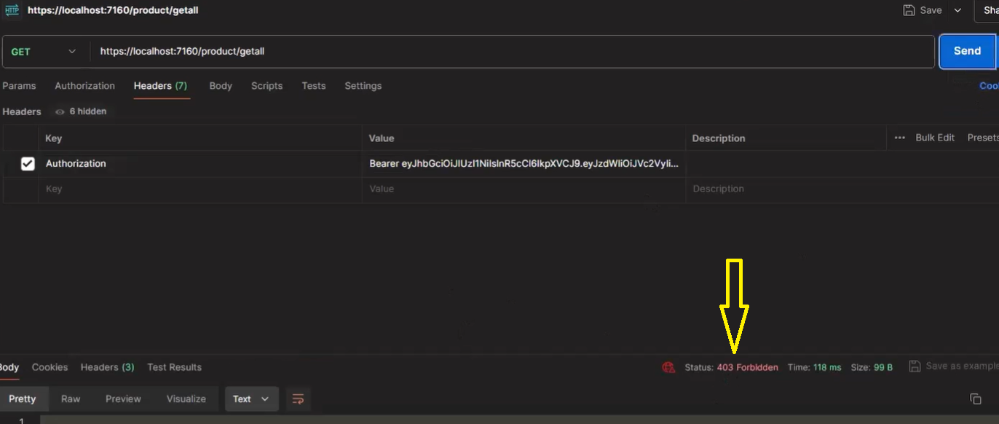 HTTP https://localhost:7160/product/getall Save Sha
GET https://localhost:7160/product/getall Send
Params Authorization Headers (7) Body Scripts Tests Settings Cool
Headers 6 hidden
Key Value Description ••• Bulk Edit Presets
Authorization Bearer eyJhbGciOiJIUzI1NiIsInR5cCI6IkpXVCJ9.eyJzdWIiOiJVc2VyIi...
Key Value Description
Body Cookies Headers (3) Test Results Status: 403 Forbidden Time: 118 ms Size: 99 B Save as example
Pretty Raw Preview Visualize Text
1